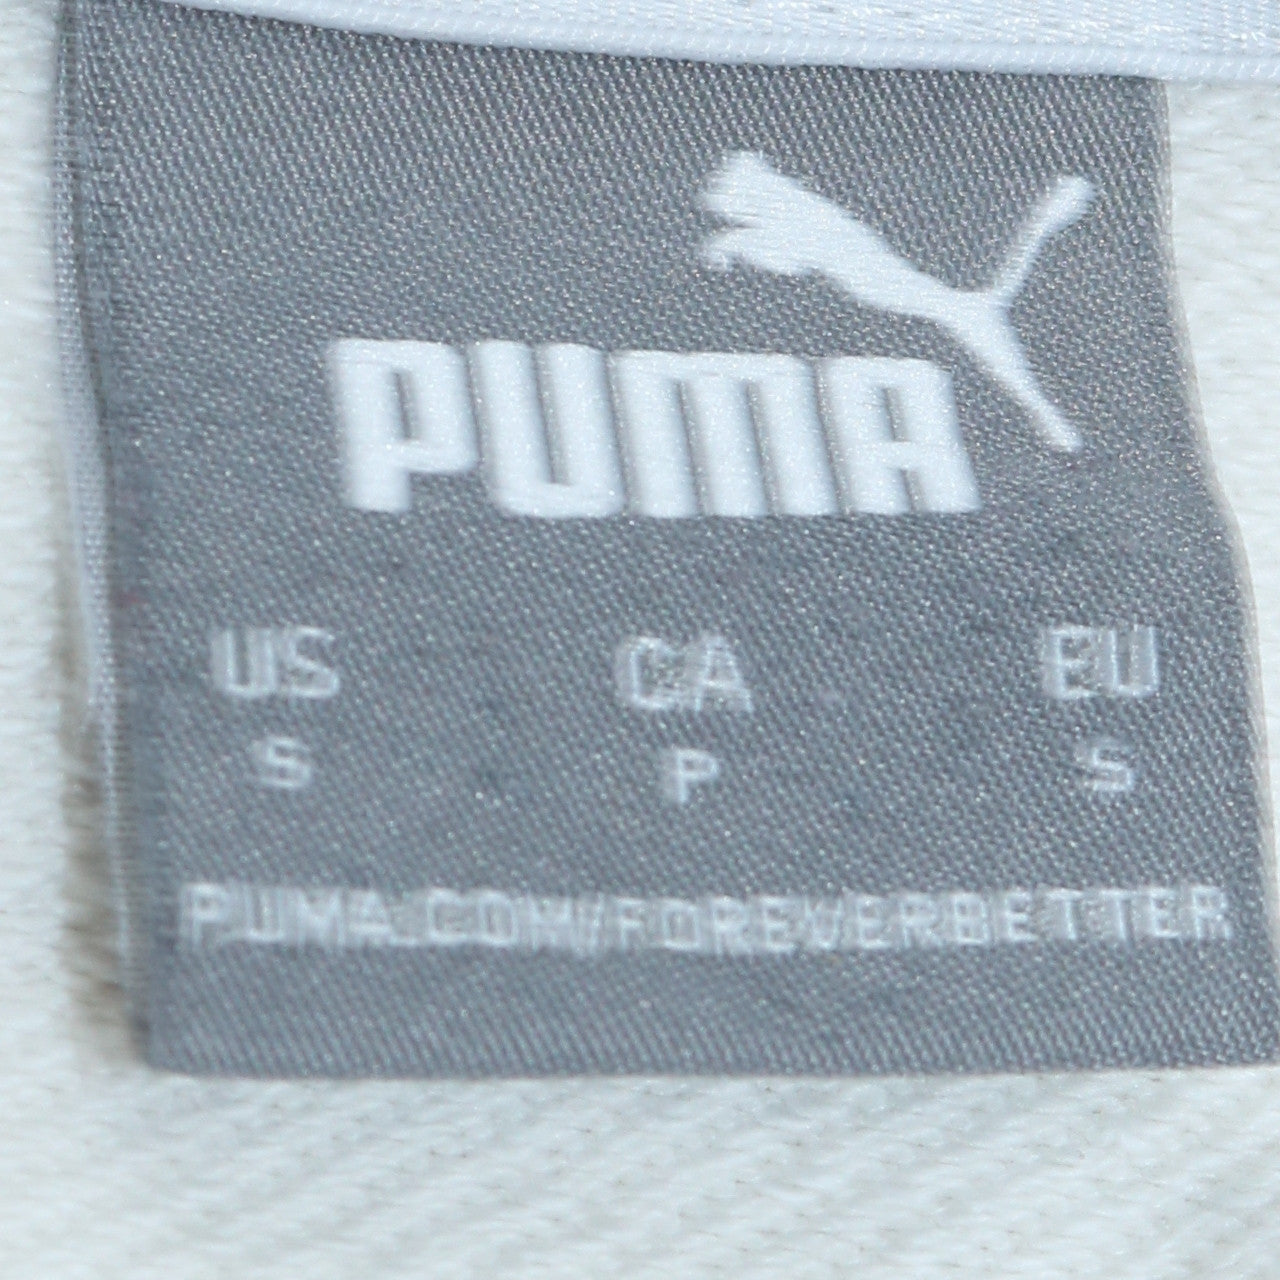 PUMA
US CA EU
S P S
PUMA.COM/FOREVERBETTER